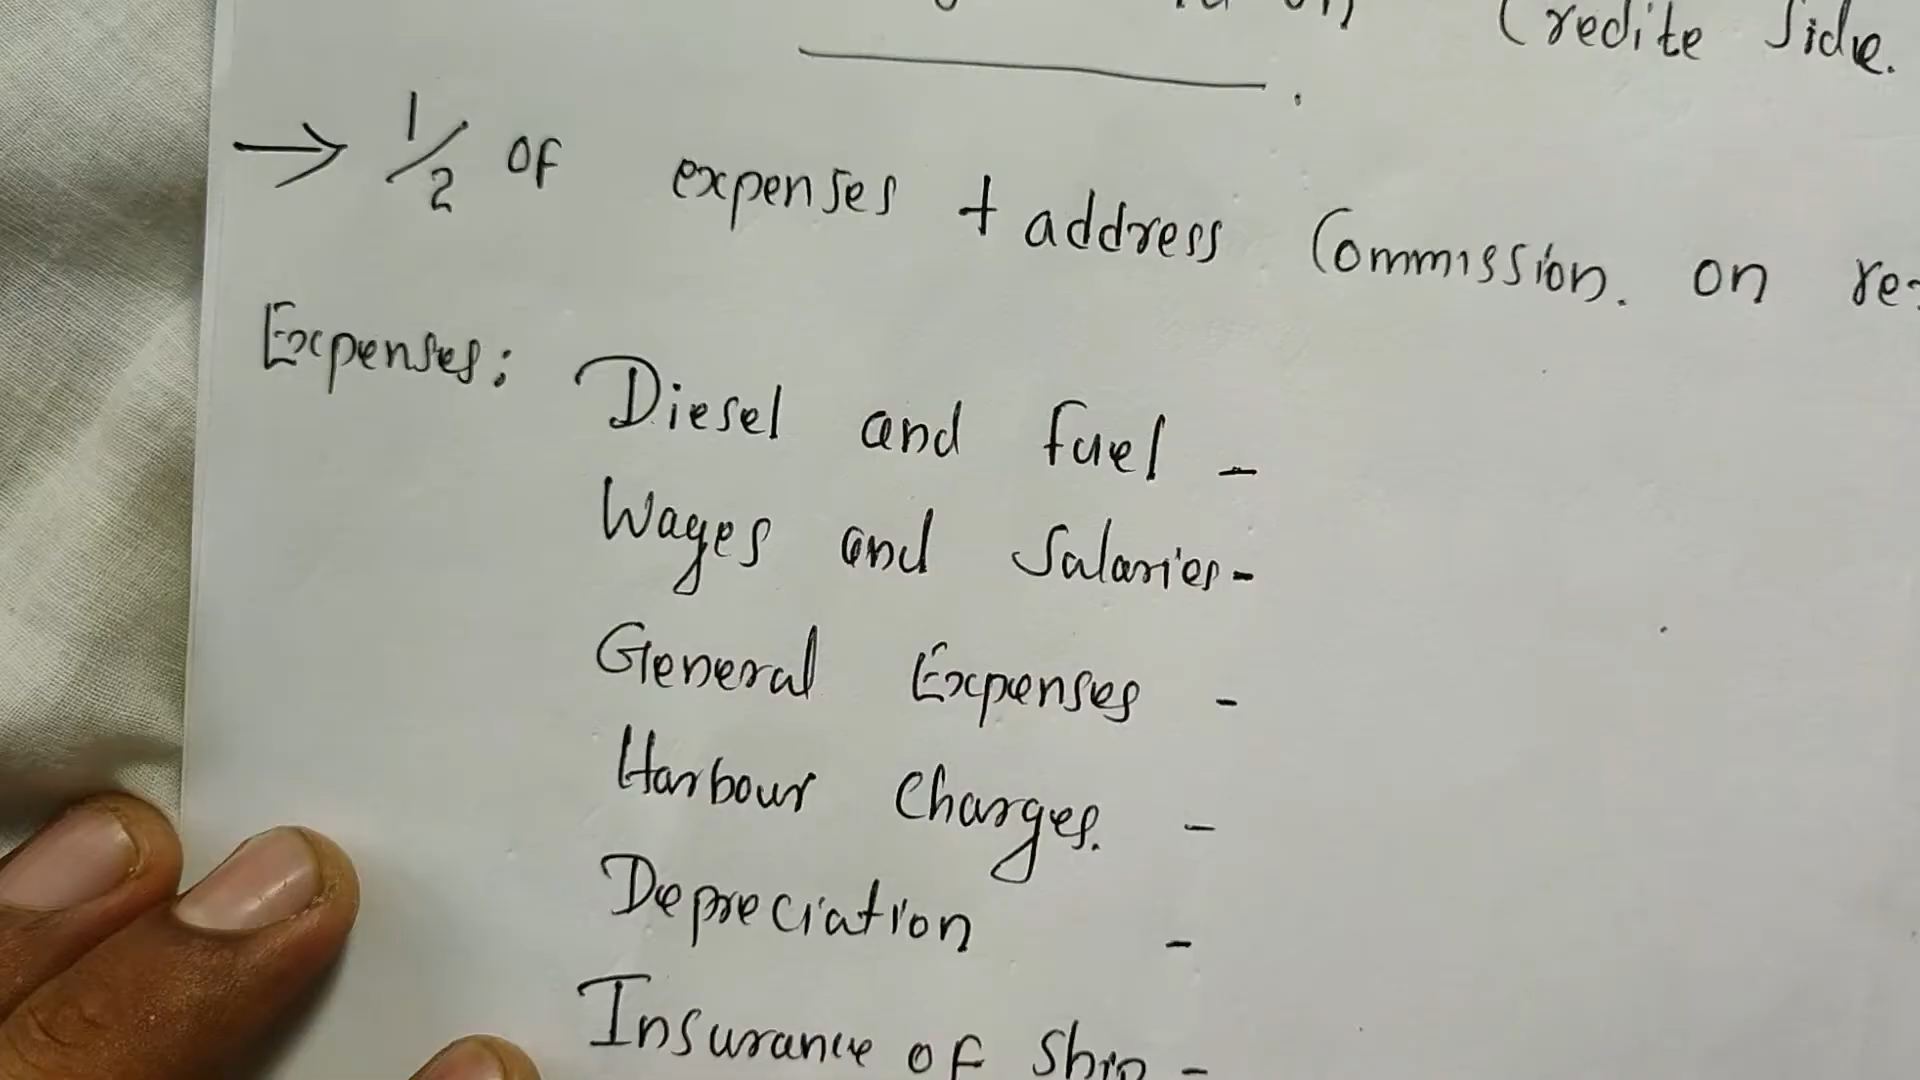 Credite Side.
→ 1/2 of expenses + address Commission. on
Expenses: Diesel and fuel -
Wages and Salaries -
General Expenses -
Harbour Charges. -
Depreciation -
Insurance of Ship -